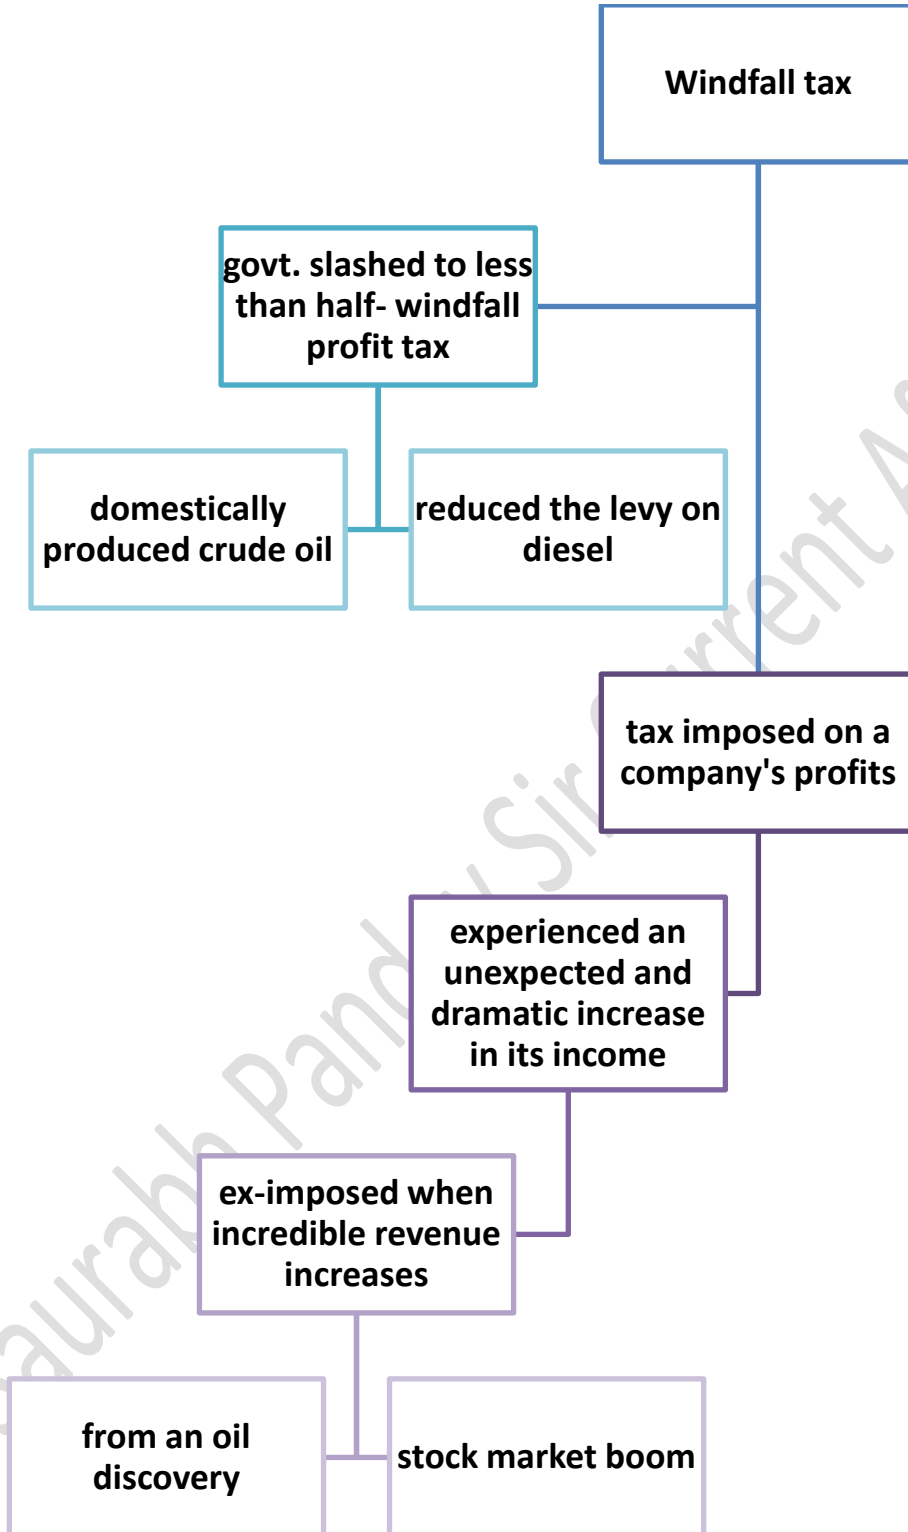 Windfall tax
govt. slashed to less
than half- windfall
profit tax
domestically
produced crude oil
reduced the levy on
diesel
tax imposed on a
company's profits
experienced an
unexpected and
dramatic increase
in its income
ex-imposed when
incredible revenue
increases
from an oil
discovery
stock market boom